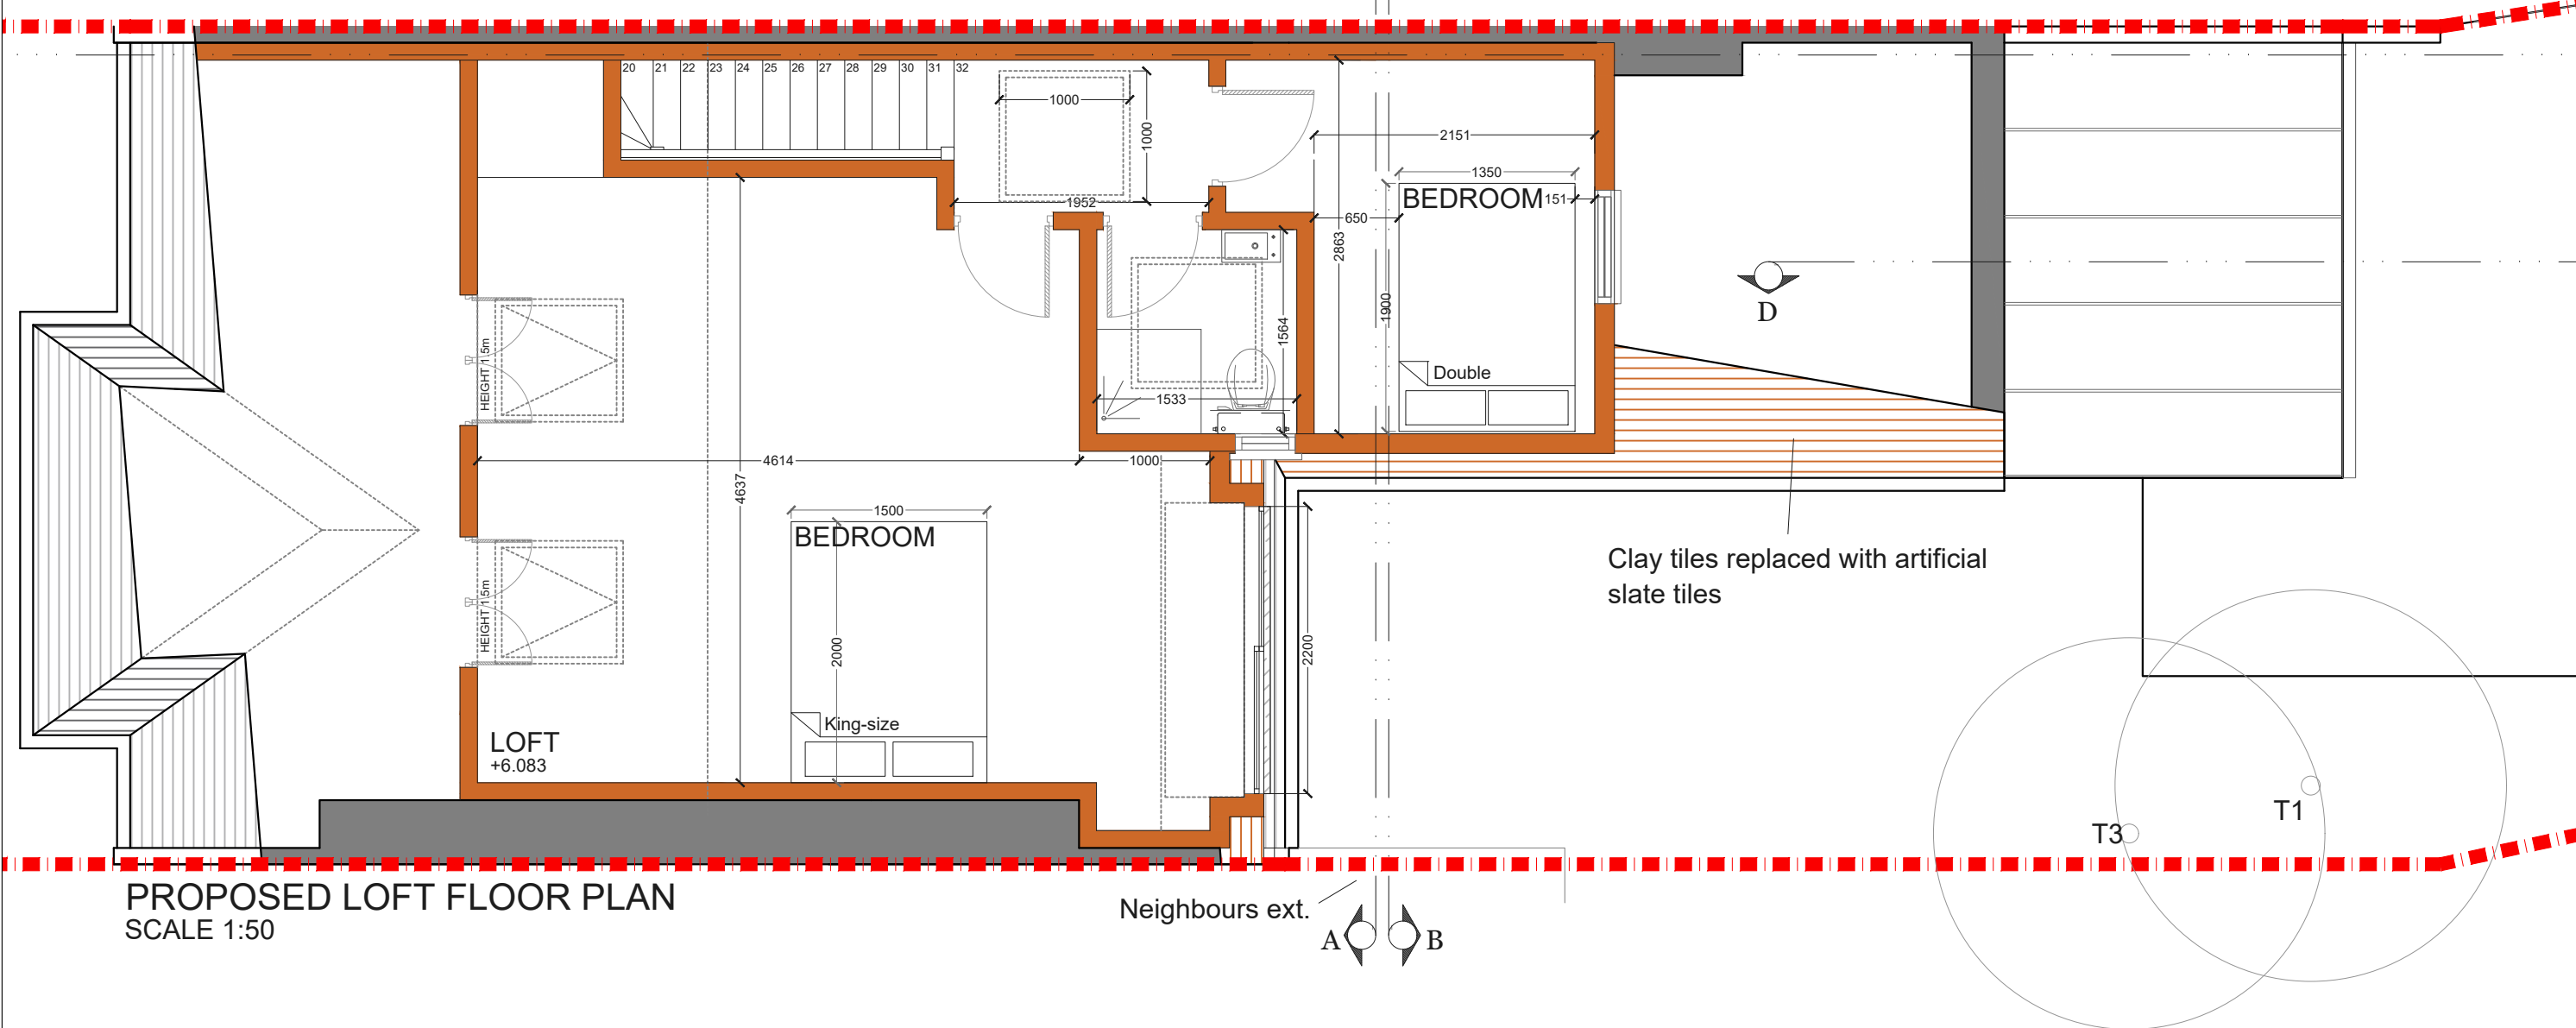 20 21 22 23 24 25 26 27 28 29 30 31 32
1000
1000
2151
1350
BEDROOM
151
1952
650
2863
1900
1564
HEIGHT 1.5m
Double
1533
4614
1000
4637
1500
BEDROOM
Clay tiles replaced with artificial
slate tiles
D
HEIGHT 1.5m
2000
2200
King-size
LOFT
+6.083
T1
T3
PROPOSED LOFT FLOOR PLAN
SCALE 1:50
Neighbours ext.
A
B